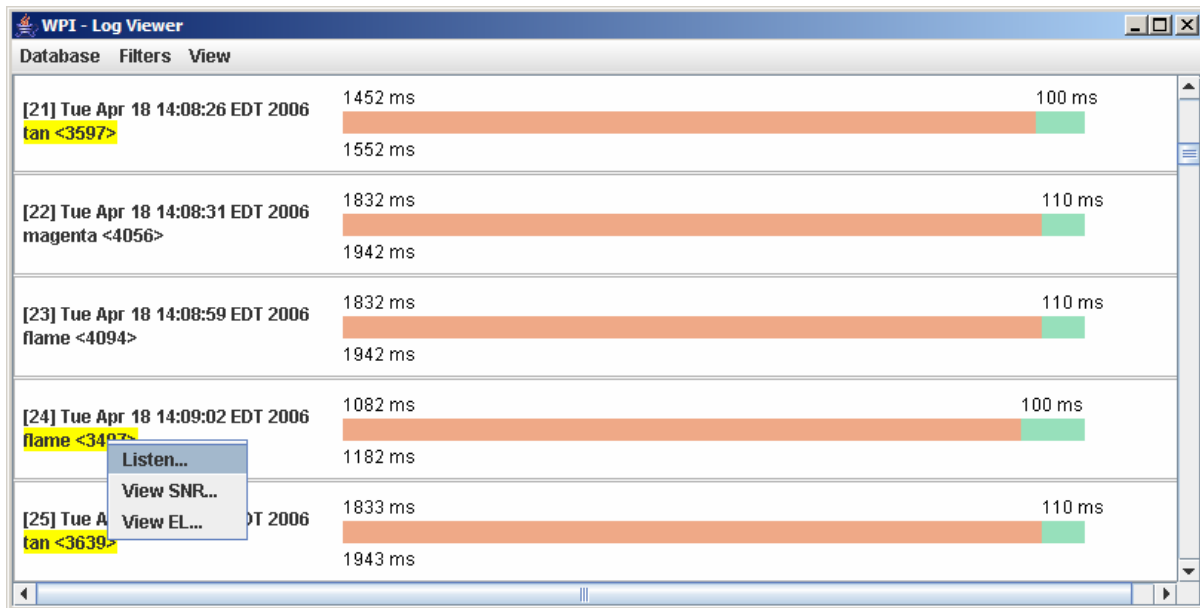 WPI - Log Viewer
Database Filters View
[21] Tue Apr 18 14:08:26 EDT 2006
tan <3597>
1452 ms
100 ms
1552 ms
[22] Tue Apr 18 14:08:31 EDT 2006
magenta <4056>
1832 ms
110 ms
1942 ms
[23] Tue Apr 18 14:08:59 EDT 2006
flame <4094>
1832 ms
110 ms
1942 ms
[24] Tue Apr 18 14:09:02 EDT 2006
flame
1082 ms
100 ms
1182 ms
Listen...
View SNR...
View EL...
[25] Tue 2006
tan <3639>
1833 ms
110 ms
1943 ms